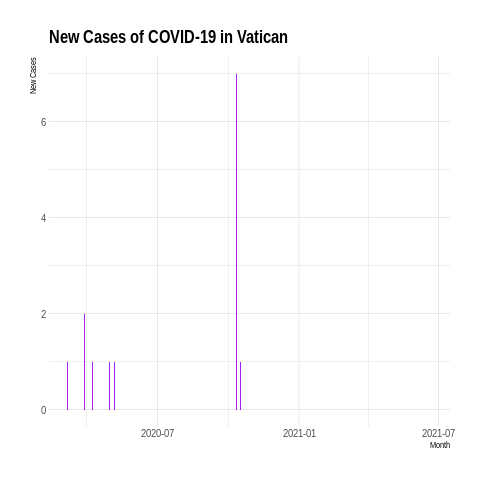 New Cases of COVID-19 in Vatican
New Cases
6
4
2
0
2020-07
2021-01
2021-07
Month